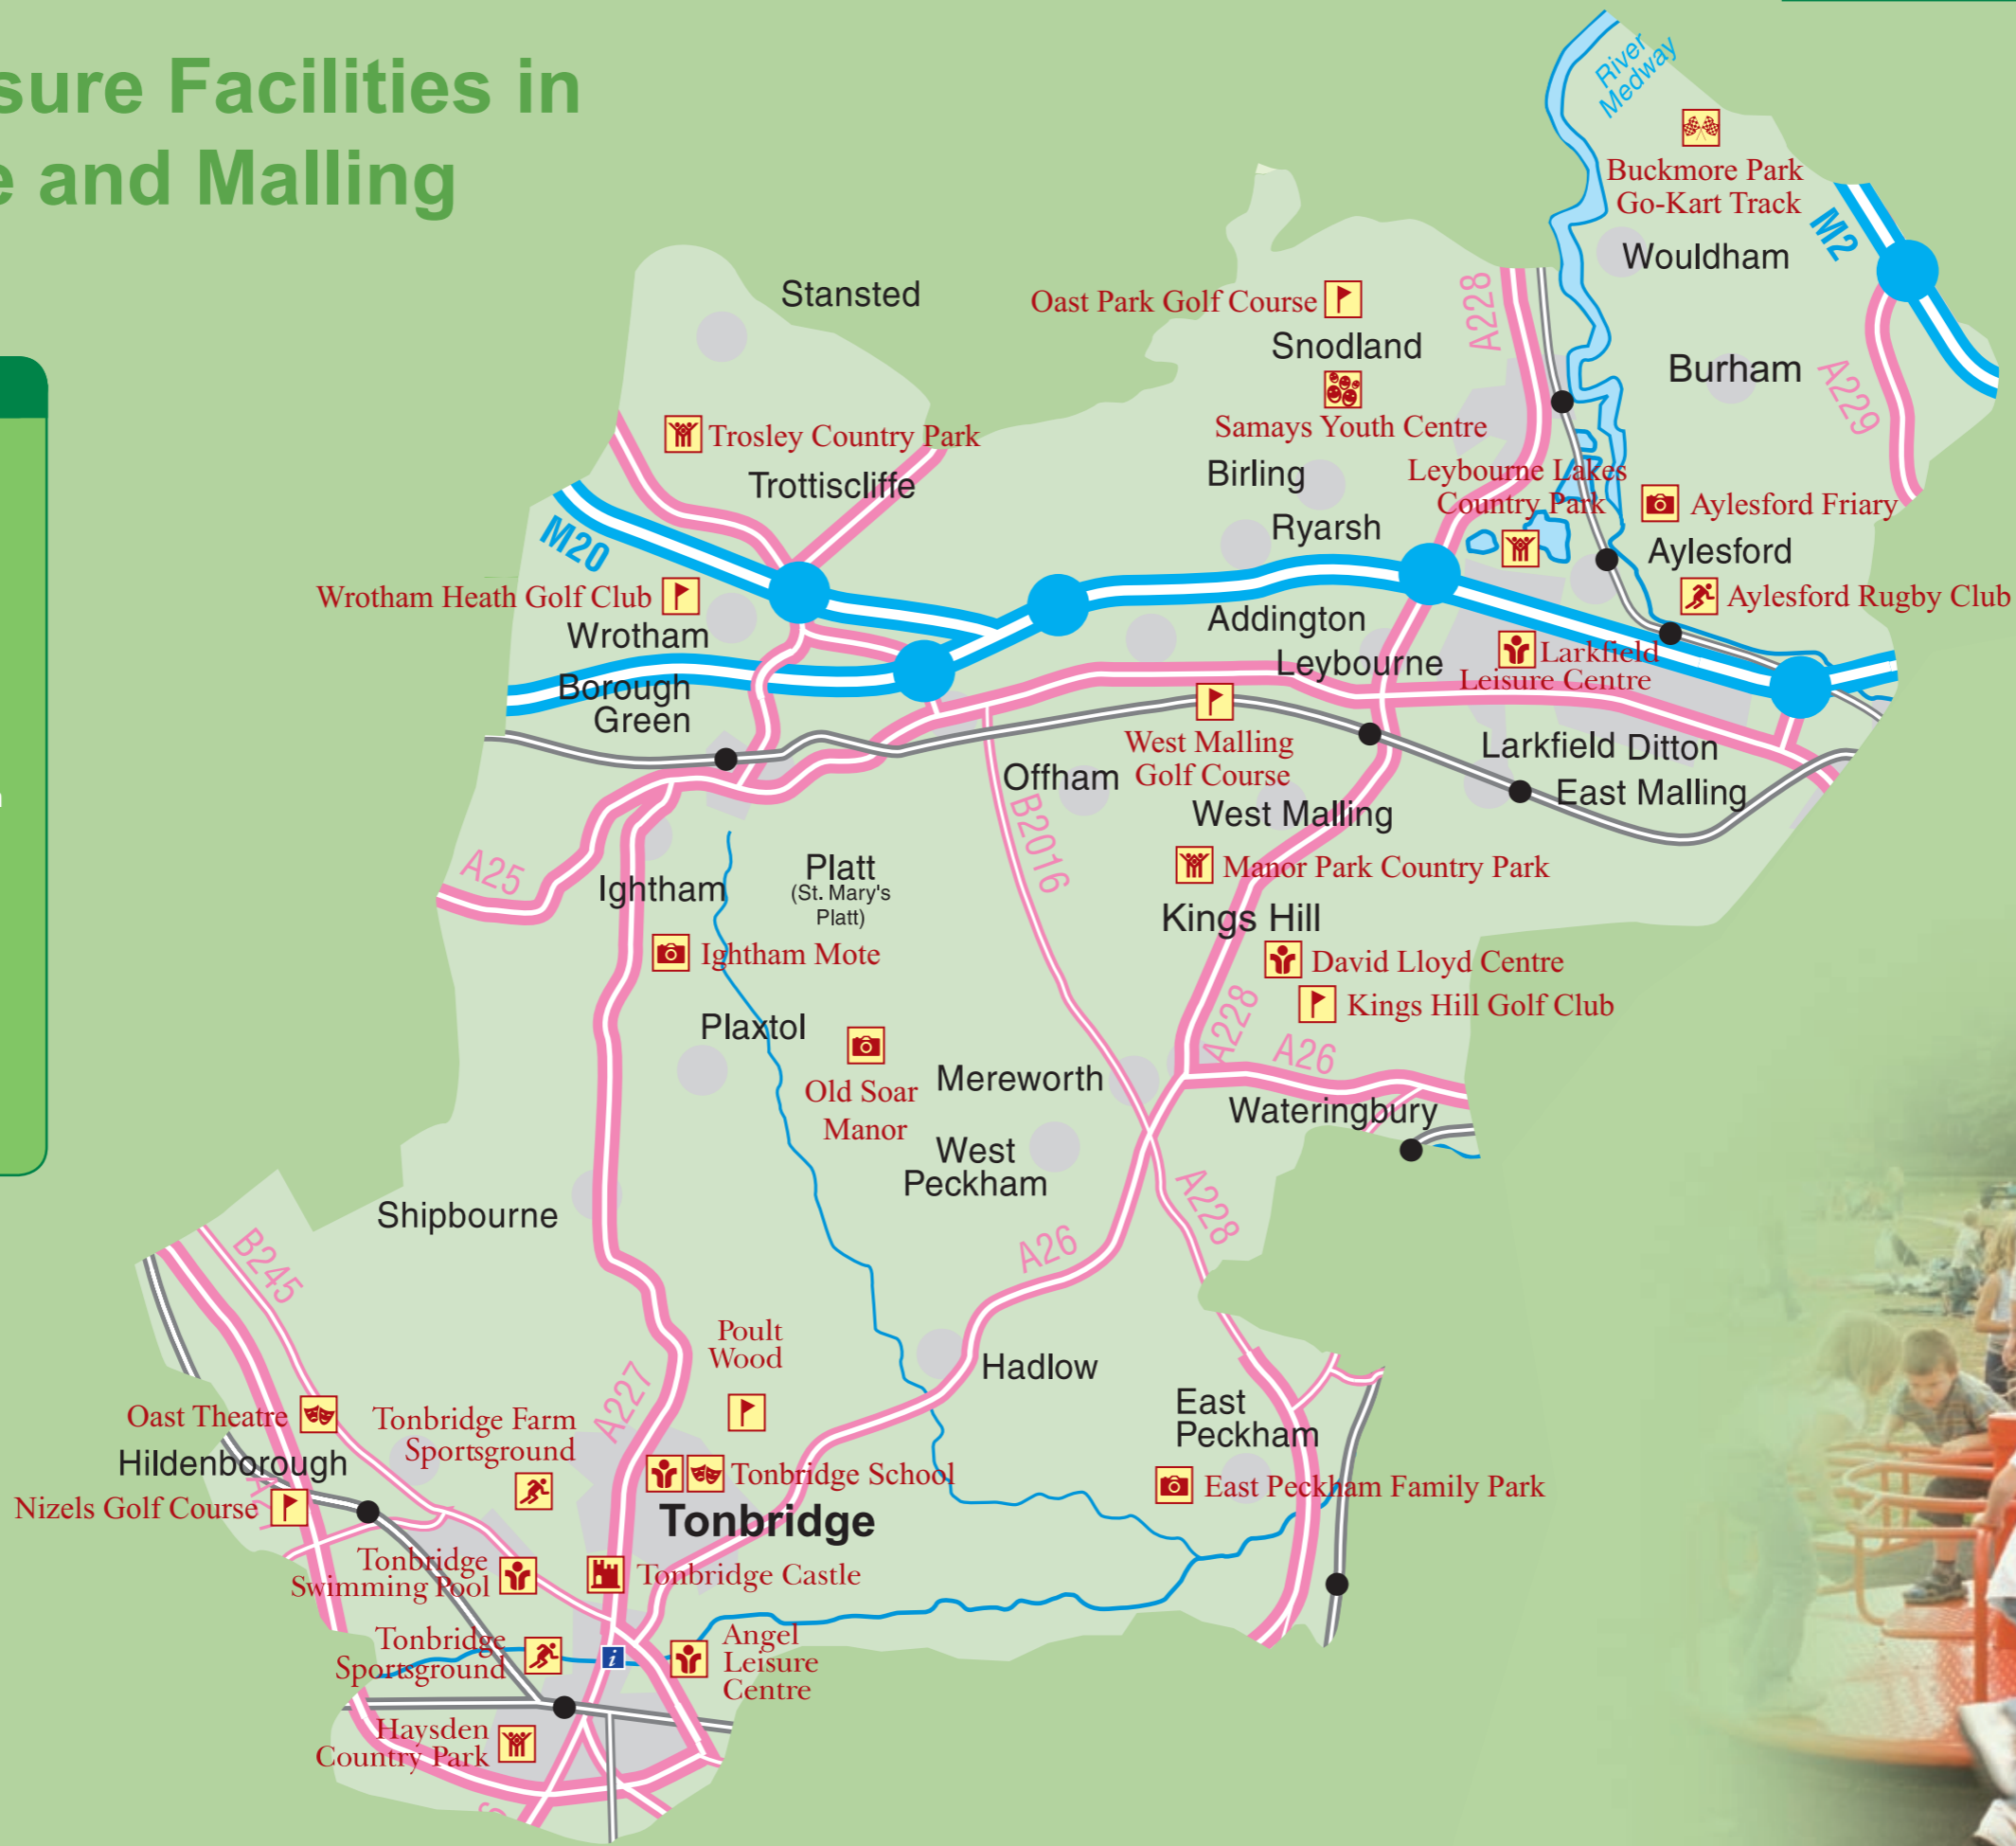 sure Facilities in
e and Malling
River
Medway
Buckmore Park
Go-Kart Track
M2
Wouldham
Stansted
Oast Park Golf Course
A228
Snodland
Burham
A229
Samays Youth Centre
Trosley Country Park
Trottiscliffe
Birling
Leybourne Lakes
Country Park
Aylesford Friary
M20
Ryarsh
Aylesford
Wrotham Heath Golf Club
Aylesford Rugby Club
Wrotham
Addington
Leybourne
Larkfield
Leisure Centre
Borough
Green
West Malling
Golf Course
Larkfield
Ditton
Offham
East Malling
West Malling
B2016
A25
Ightham
Platt
(St. Mary's
Platt)
Manor Park Country Park
Kings Hill
Ightham Mote
David Lloyd Centre
Kings Hill Golf Club
Plaxtol
A228
A26
Old Soar
Manor
Mereworth
Wateringbury
West
Peckham
Shipbourne
A228
B245
A26
Poult
Wood
Hadlow
A227
East
Peckham
Oast Theatre
Tonbridge Farm
Sportsground
Hildenborough
Tonbridge School
East Peckham Family Park
Nizels Golf Course
Tonbridge
Tonbridge
Swimming Pool
Tonbridge Castle
Tonbridge
Sportsground
i
Angel
Leisure
Centre
Haysden
Country Park